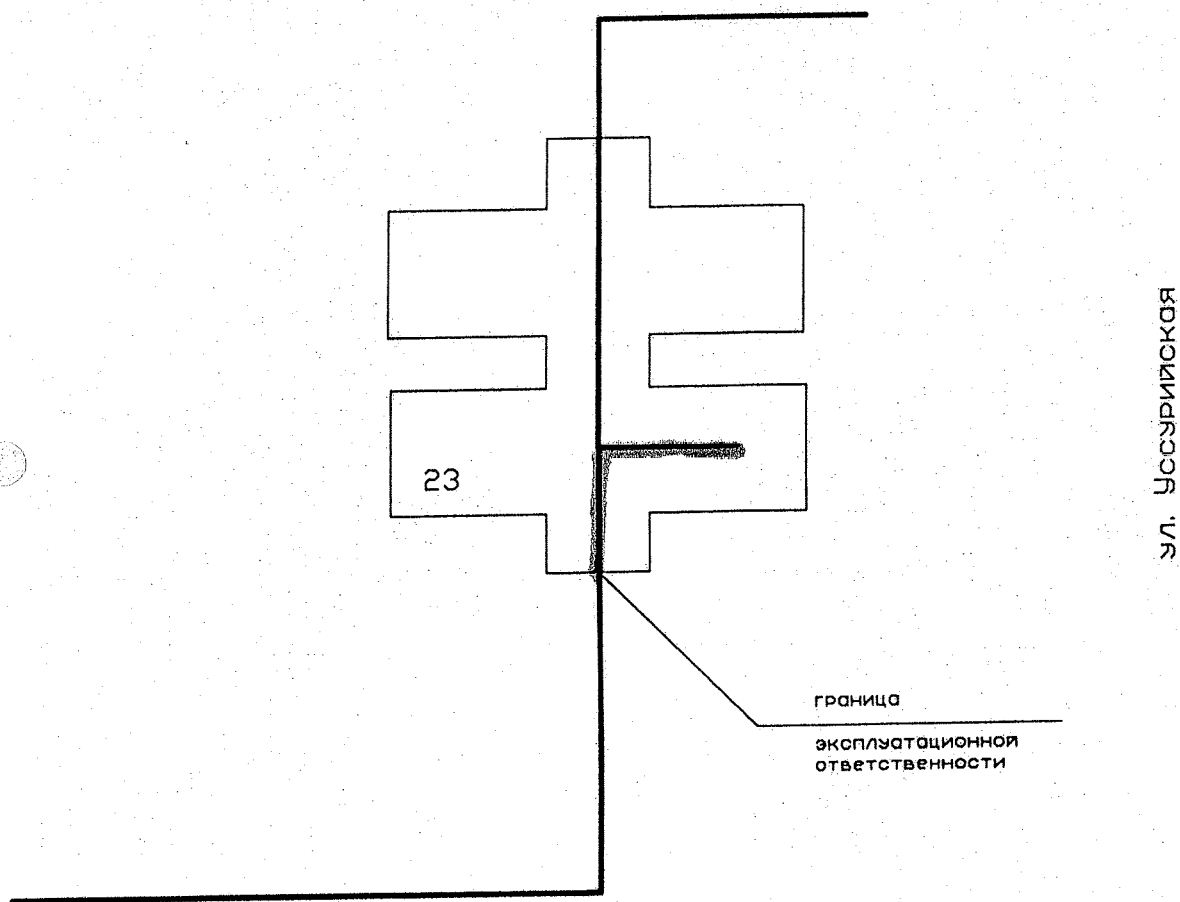 23
ул. Уссурийская
граница
эксплуатационной
ответственности